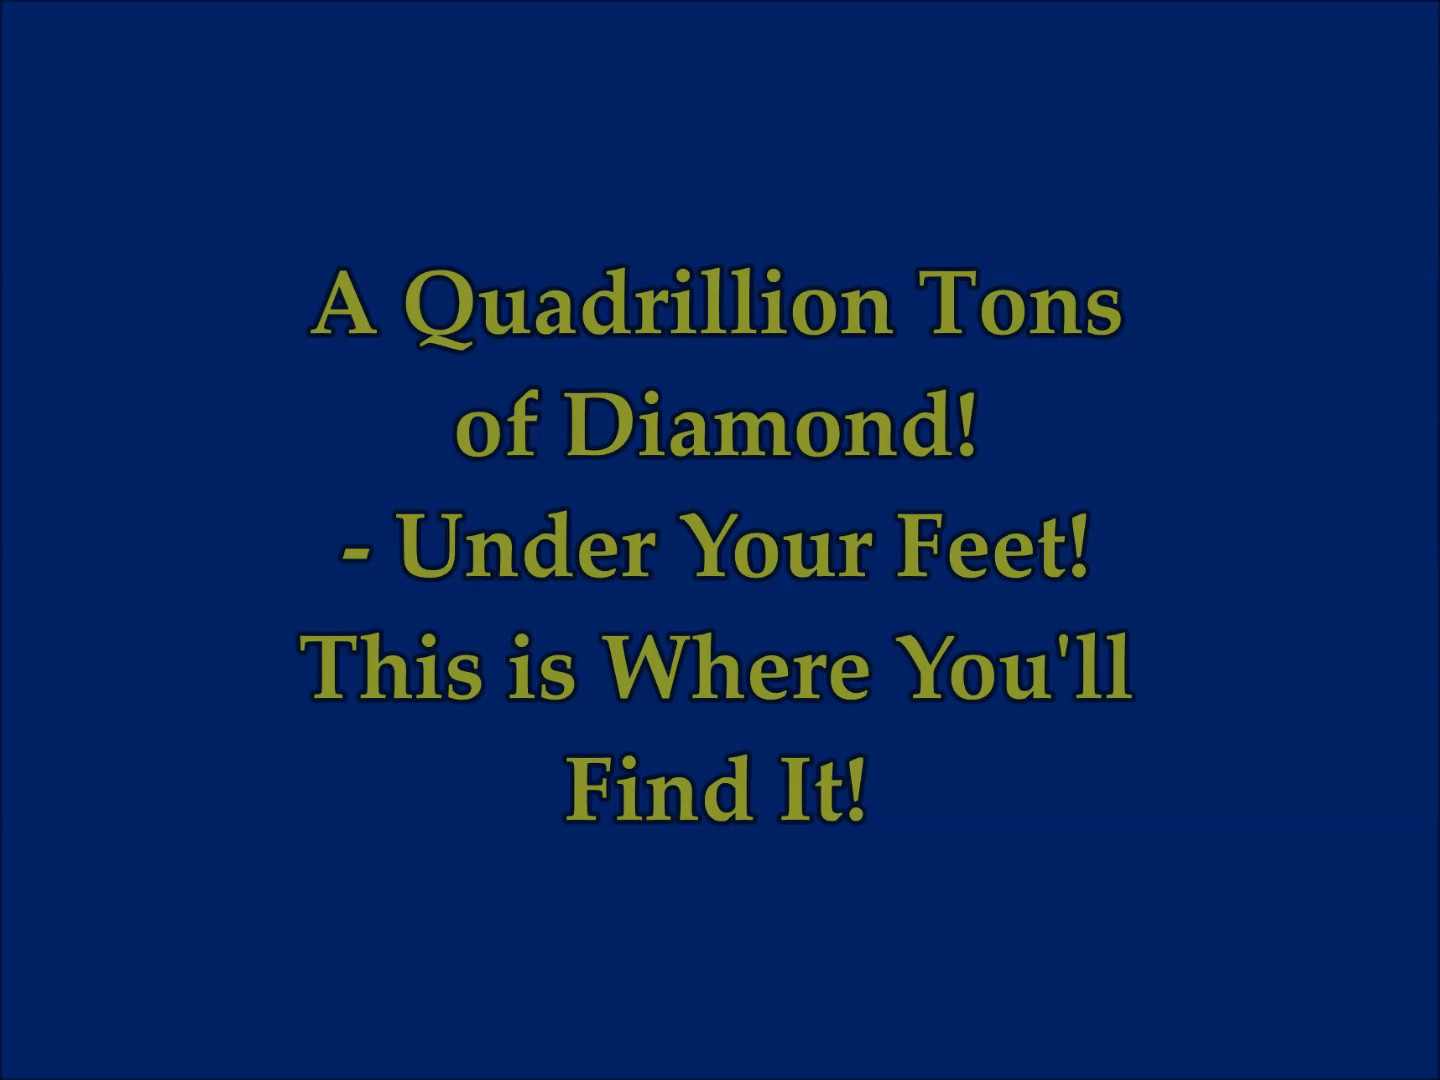 A Quadrillion Tons
of Diamond!
- Under Your Feet!
This is Where You'll
Find It!